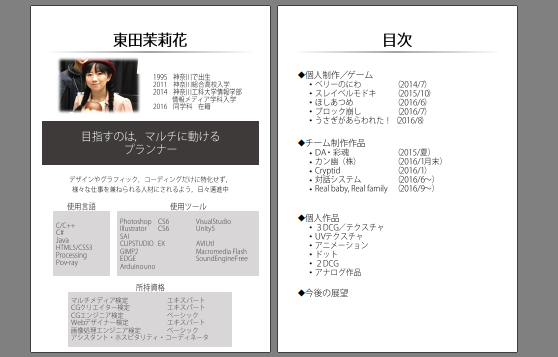 東田茉莉花
1995 神奈川で出生
2011 神奈川総合高校入学
2014 神奈川工科大学情報学部
情報メディア学科入学
2016 同学科 在籍
目指すのは，マルチに動ける
プランナー
デザインやグラフィック，コーディングだけに特化せず，
様々な仕事を兼ねられる人材にされるよう，日々邁進中
使用言語
C/C++
C#
Java
HTML5/CSS3
Processing
Pov-ray
使用ツール
Photoshop CS6 VisualStudio
Illustrator CS6 Unity5
SAI
CLIPSTUDIO EX AVIUtl
GIMP2 Macromedia Flash
EDGE SoundEngineFree
Arduinouno
所持資格
マルチメディア検定 エキスパート
CGクリエイター検定 エキスパート
CGエンジニア検定 ベーシック
Webデザイナー検定 エキスパート
画像処理エンジニア検定 ベーシック
アシスタント・ホスピタリティ・コーディネータ
目次
◆個人制作／ゲーム
・ベリーのにわ (2014/7)
・スレイベルモドキ (2015/10)
・ほしあつめ (2016/6)
・ブロック崩し (2016/7)
・うさぎがあらわれた！ (2016/8)
◆チーム制作作品
・DA・彩魂 (2015/夏)
・カン幽（株） (2016/1月末)
・Cryptid (2016/1)
・対話システム (2016/6〜)
・Real baby, Real family (2016/9〜)
◆個人作品
・３DCG／テクスチャ
・UVテクスチャ
・アニメーション
・ドット
・２DCG
・アナログ作品
◆今後の展望